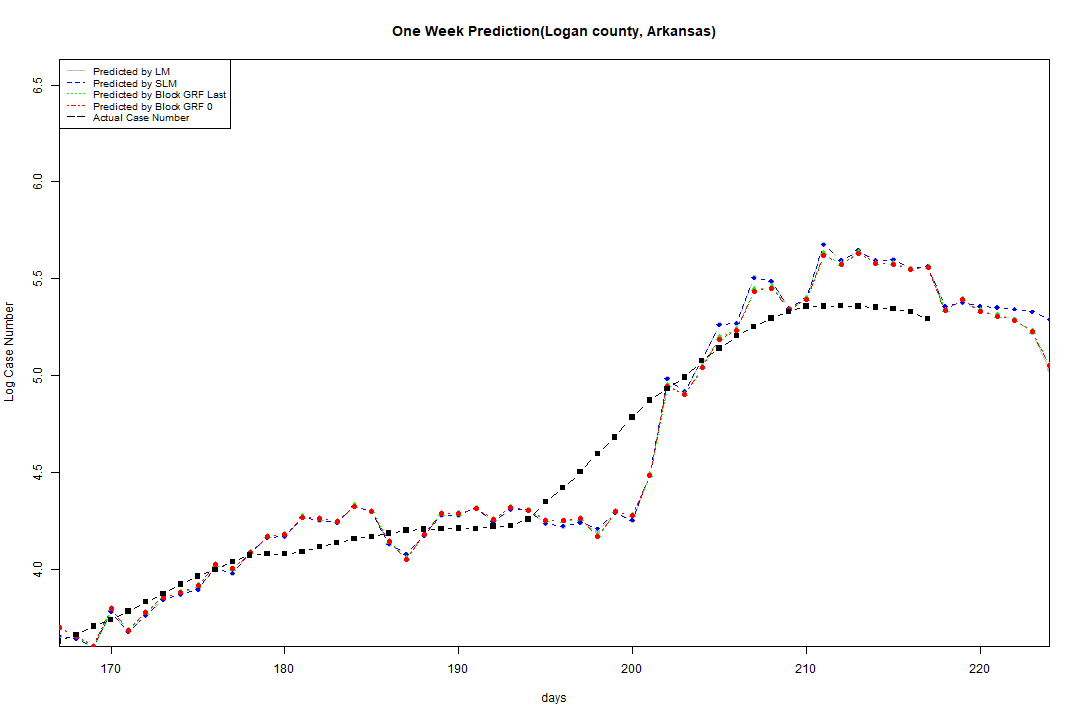 One Week Prediction(Logan county, Arkansas)
Predicted by LM
Predicted by SLM
Predicted by Block GRF Last
Predicted by Block GRF 0
Actual Case Number
6.5
6.0
5.5
5.0
4.5
4.0
Log Case Number
170 180 190 200 210 220
days